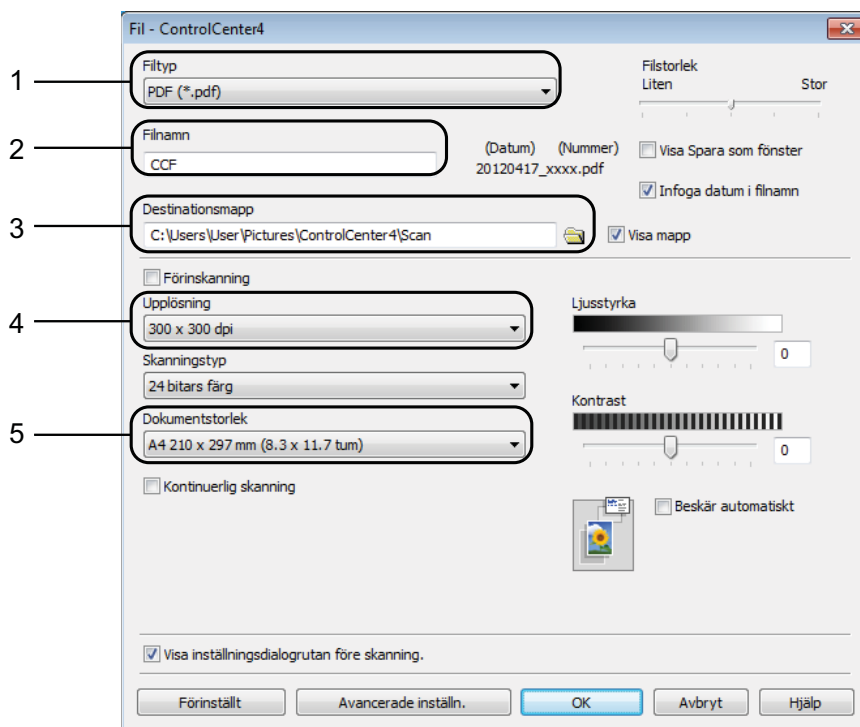 Fil - ControlCenter4
1
Filtyp
PDF (*.pdf)
Filstorlek
Liten Stor
2
Filnamn
CCF
(Datum) (Nummer)
20120417_xxxx.pdf
Visa Spara som fönster
Infoga datum i filnamn
3
Destinationsmapp
C:\Users\User\Pictures\ControlCenter4\Scan
Visa mapp
Förinskanning
4
Upplösning
300 x 300 dpi
Ljusstyrka
0
Skanningstyp
24 bitars färg
Kontrast
0
5
Dokumentstorlek
A4 210 x 297 mm (8.3 x 11.7 tum)
Kontinuerlig skanning
Beskär automatiskt
Visa inställningsdialogrutan före skanning.
Förinställt Avancerade inställn. OK Avbryt Hjälp